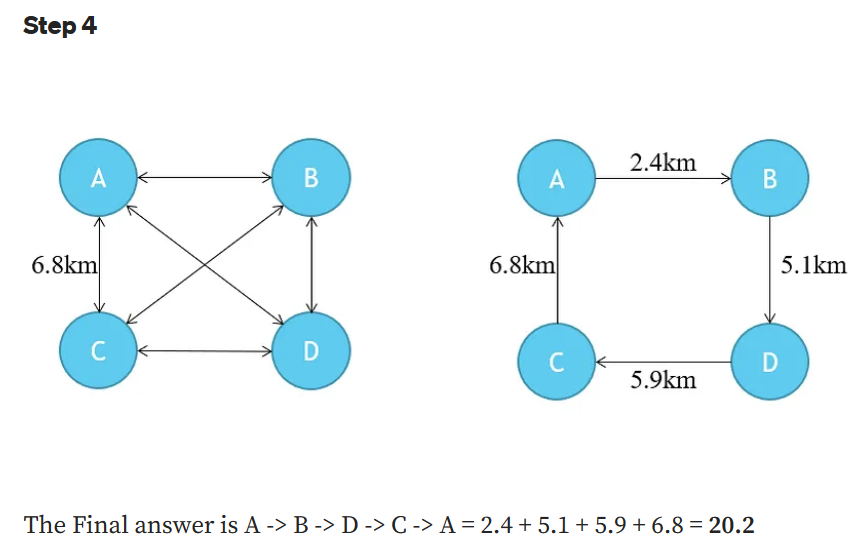 Step 4
A
B
6.8km
C
D
A
2.4km
B
6.8km
5.1km
C
5.9km
D
The Final answer is A -> B -> D -> C -> A = 2.4 + 5.1 + 5.9 + 6.8 = 20.2